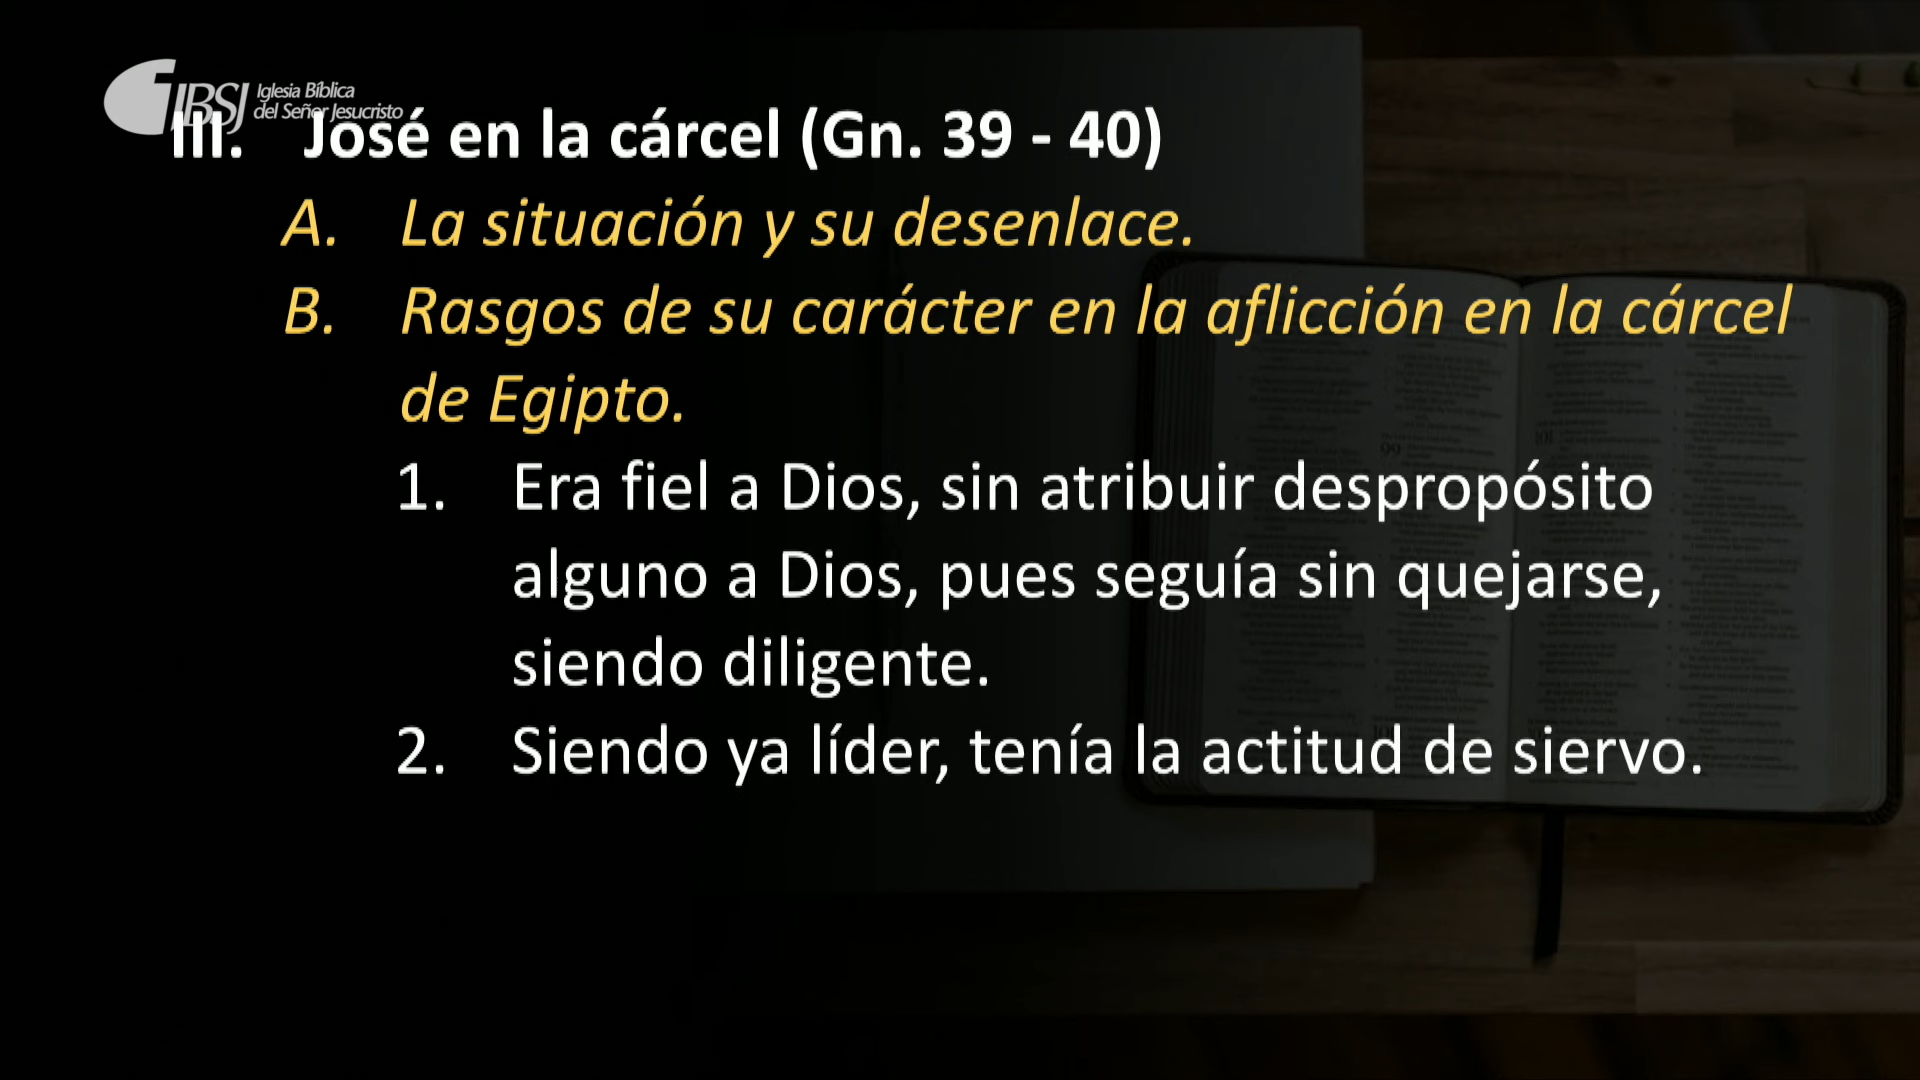 IBSJ Iglesia Bíblica
del Señor Jesucristo
III. José en la cárcel (Gn. 39 - 40)
A. La situación y su desenlace.
B. Rasgos de su carácter en la aflicción en la cárcel
de Egipto.
1. Era fiel a Dios, sin atribuir despropósito
alguno a Dios, pues seguía sin quejarse,
siendo diligente.
2. Siendo ya líder, tenía la actitud de siervo.